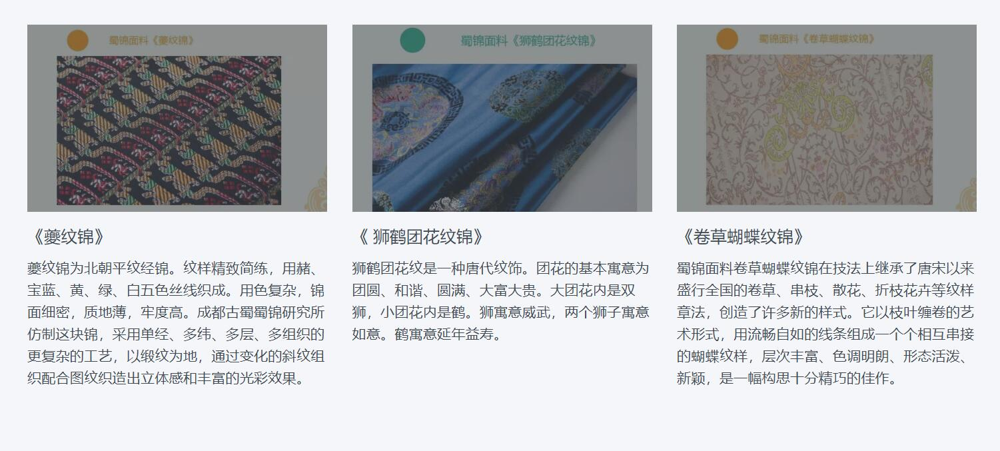 蜀锦面料《夔纹锦》
蜀锦面料《狮鹤团花纹锦》
蜀锦面料《卷草蝴蝶纹锦》
《夔纹锦》
夔纹锦为北朝平纹经锦。纹样精致简练，用赭、
宝蓝、黄、绿、白五色丝线织成。用色复杂，锦
面细密，质地薄，牢度高。成都古蜀蜀锦研究所
仿制这块锦，采用单经、多纬、多层、多组织的
更复杂的工艺，以缎纹为地，通过变化的斜纹组
织配合图纹织造出立体感和丰富的光彩效果。
《 狮鹤团花纹锦》
狮鹤团花纹是一种唐代纹饰。团花的基本寓意为
团圆、和谐、圆满、大富大贵。大团花内是双
狮，小团花内是鹤。狮寓意威武，两个狮子寓意
如意。鹤寓意延年益寿。
《卷草蝴蝶纹锦》
蜀锦面料卷草蝴蝶纹锦在技法上继承了唐宋以来
盛行全国的卷草、串枝、散花、折枝花卉等纹样
章法，创造了许多新的样式。它以枝叶缠卷的艺
术形式，用流畅自如的线条组成一个个相互串接
的蝴蝶纹样，层次丰富、色调明朗、形态活泼、
新颖，是一幅构思十分精巧的佳作。